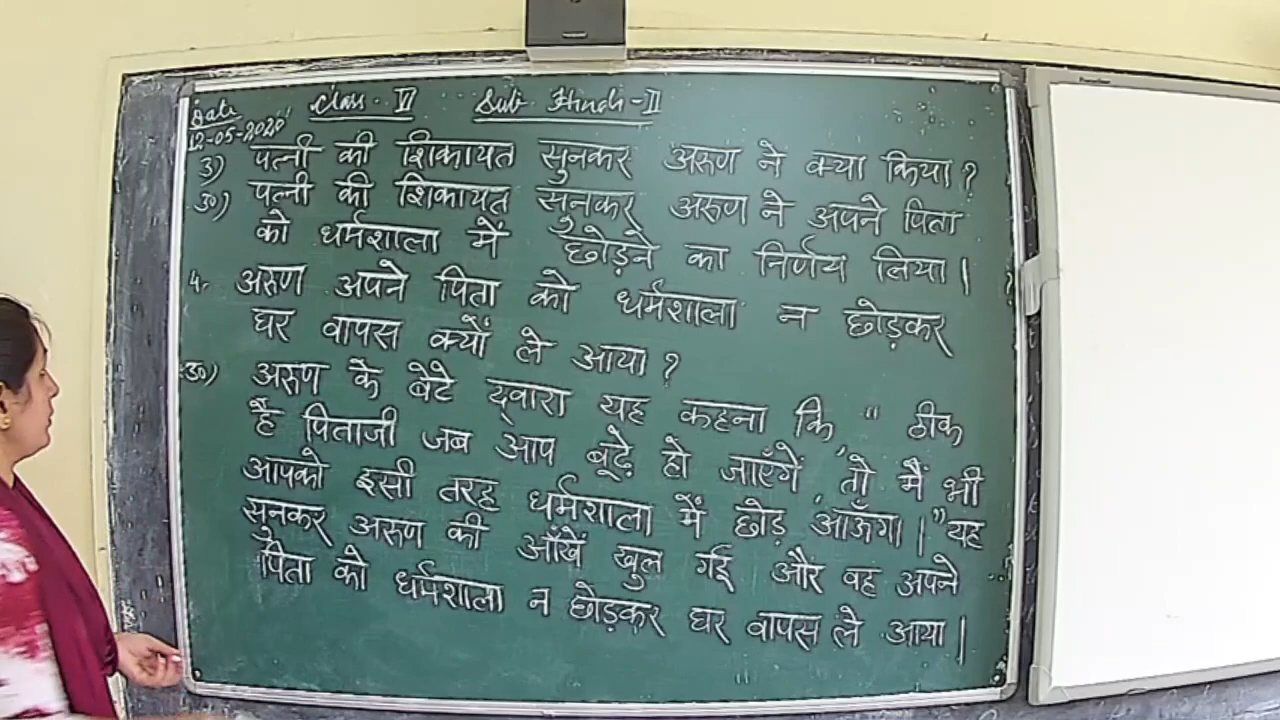 Date Class VI Sub Hindi-II
12-05-2020
3) पत्नी की शिकायत सुनकर अरुण ने क्या किया?
उ०) पत्नी की शिकायत सुनकर अरुण ने अपने पिता
को धर्मशाला में छोड़ने का निर्णय लिया।
4. अरुण अपने पिता को धर्मशाला न छोड़कर
घर वापस क्यों ले आया ?
उ०) अरुण के बेटे द्वारा यह कहना कि, " ठीक
है पिताजी जब आप बूढ़े हो जाएँगें, तो मैं भी
आपको इसी तरह धर्मशाला में छोड़ आऊँगा।" यह
सुनकर अरुण की आँखें खुल गई और वह अपने
पिता को धर्मशाला न छोड़कर घर वापस ले आया।